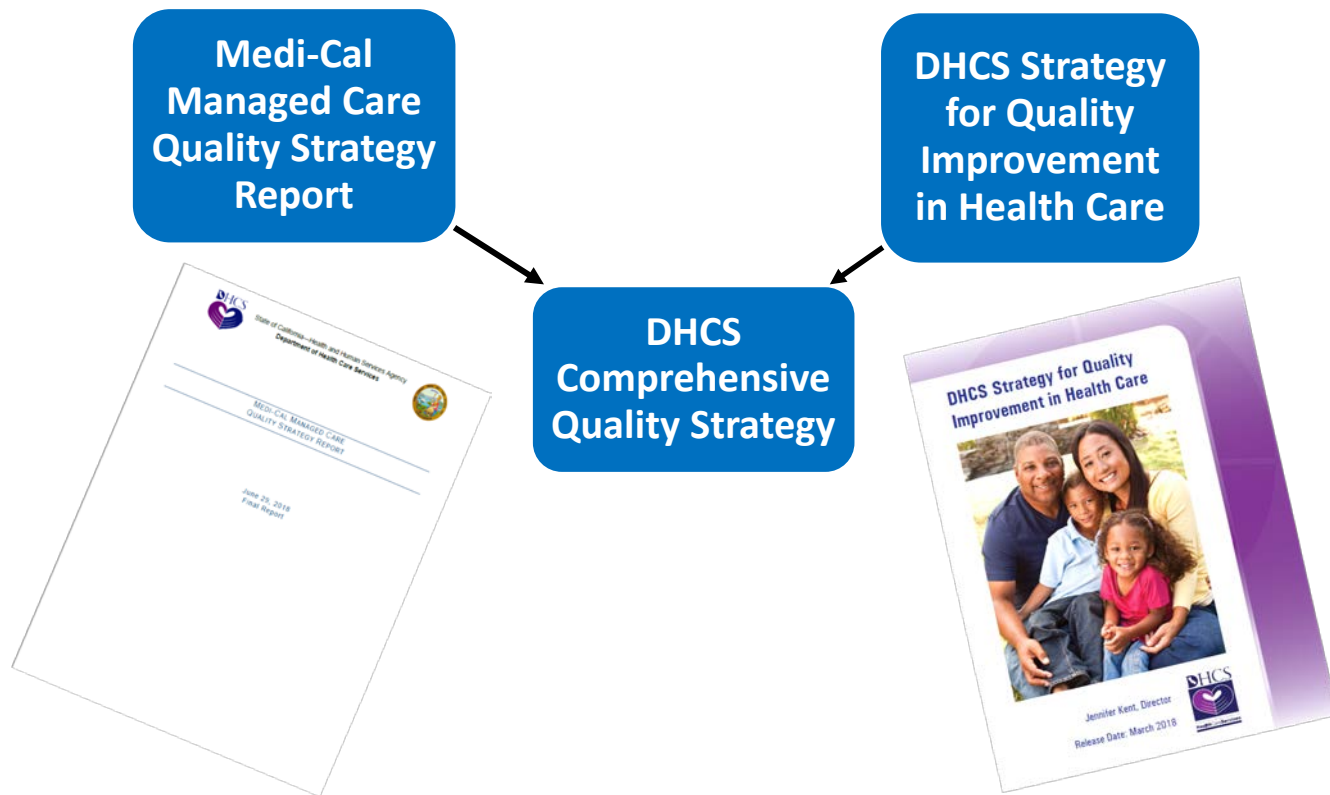 Medi-Cal
Managed Care
Quality Strategy
Report
DHCS Strategy
for Quality
Improvement
in Health Care
DHCS
Comprehensive
Quality Strategy
DHCS
State of California—Health and Human Services Agency
Department of Health Care Services
MEDI-CAL MANAGED CARE
QUALITY STRATEGY REPORT
June 29, 2018
Final Report
DHCS Strategy for Quality
Improvement in Health Care
Jennifer Kent, Director
Release Date: March 2018
DHCS
HealthCareServices